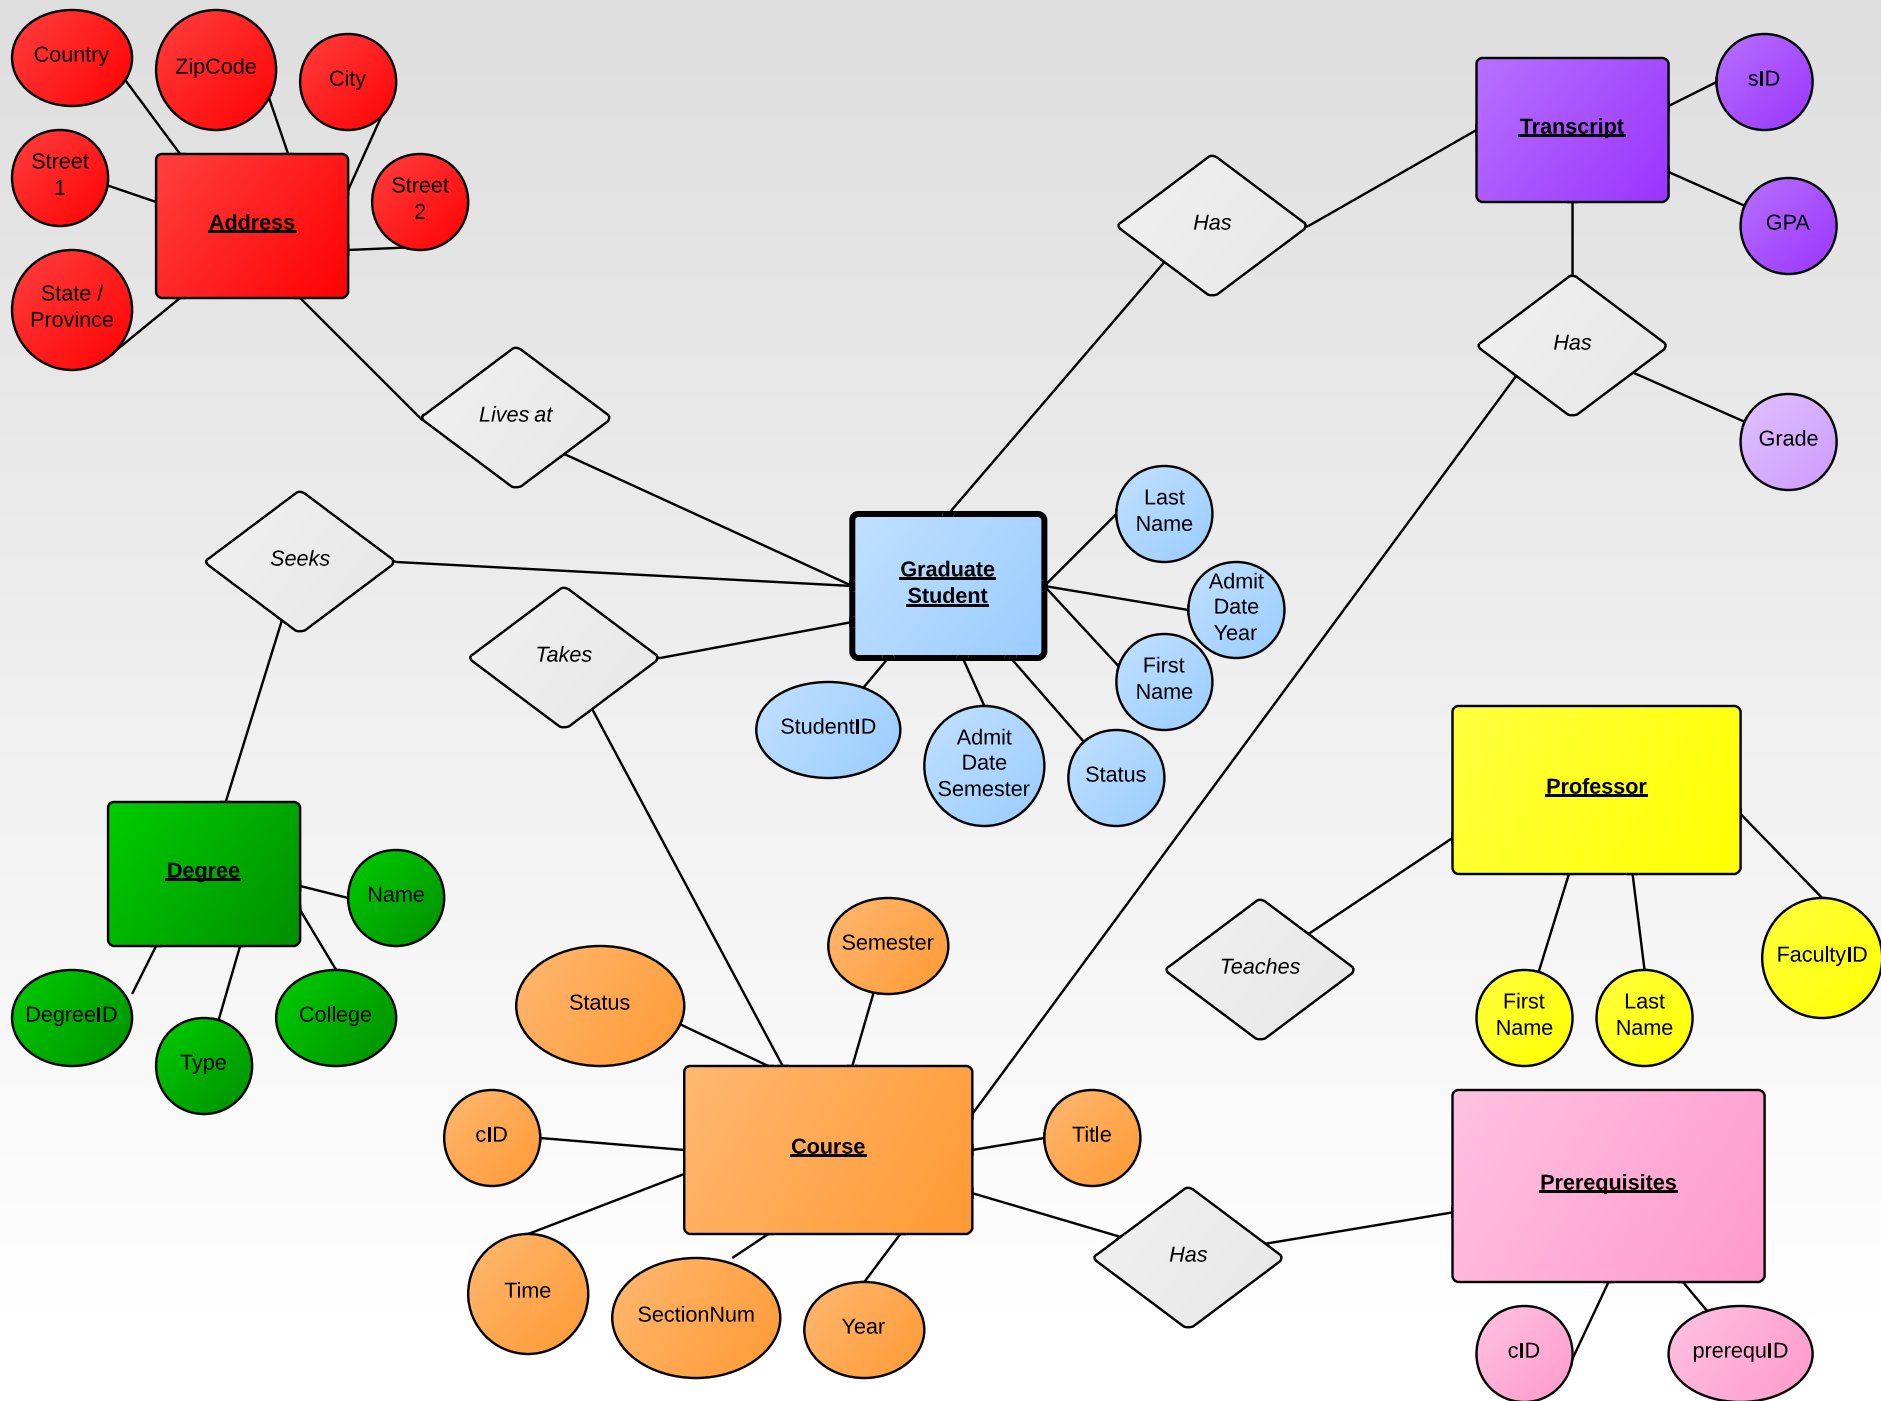 Country
ZipCode
City
Street
1
Street
2
Address
State /
Province
Transcript
sID
GPA
Has
Has
Grade
Lives at
Seeks
Takes
Graduate
Student
Last
Name
Admit
Date
Year
First
Name
StudentID
Admit
Date
Semester
Status
Professor
Teaches
First
Name
Last
Name
FacultyID
Degree
Name
DegreeID
Type
College
Semester
Status
cID
Course
Title
Time
SectionNum
Year
Has
Prerequisites
cID
prerequID